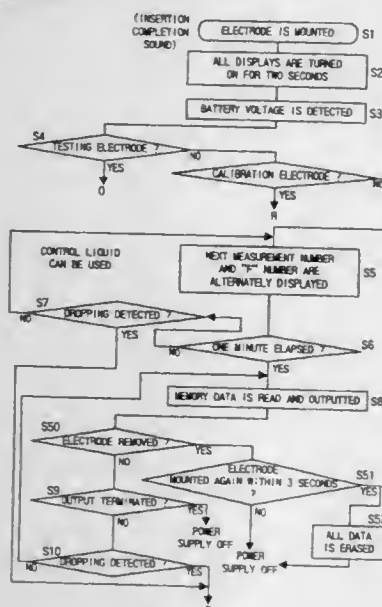 (INSERTION
COMPLETION
SOUND)
ELECTRODE IS MOUNTED
S1
ALL DISPLAYS ARE TURNED
ON FOR TWO SECONDS
S2
BATTERY VOLTAGE IS DETECTED
S3
S4
TESTING ELECTRODE ?
NO
YES
CALIBRATION ELECTRODE ?
YES
R
CONTROL LIQUID
CAN BE USED
NEXT MEASUREMENT NUMBER
AND "F" NUMBER ARE
ALTERNATELY DISPLAYED
S5
S7
DROPPING DETECTED ?
NO
YES
ONE MINUTE ELAPSED ?
S6
NO
YES
MEMORY DATA IS READ AND OUTPUTTED
S50
ELECTRODE REMOVED ?
YES
NO
ELECTRODE
MOUNTED AGAIN WITHIN 3 SECONDS
?
S51
YES
NO
S9
OUTPUT TERMINATED ?
YES
NO
POWER
SUPPLY OFF
POWER
SUPPLY OFF
ALL DATA
IS ERASED
S10
DROPPING DETECTED ?
NO
YES